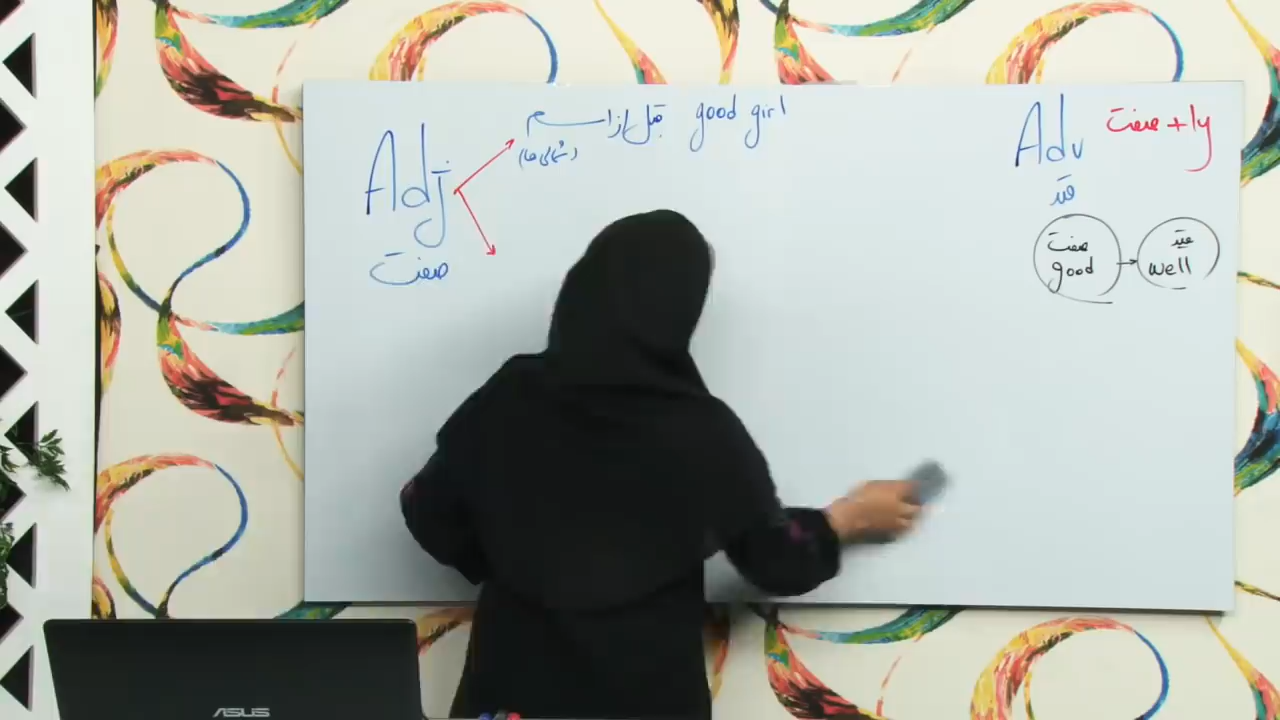 Adj
صفت
قبل از اسم good girl
Adv صفت + ly
قید
صفت
good → قید
well
ASUS